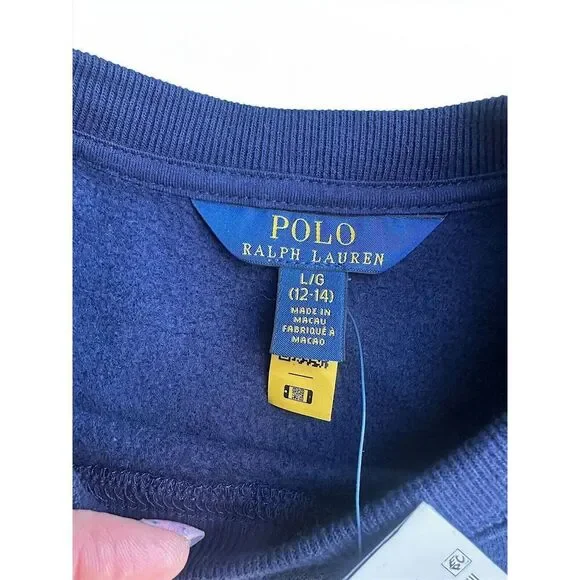 POLO
RALPH LAUREN
L/G
(12-14)
MADE IN
MACAU
FABRIQUÉ À
MACAO